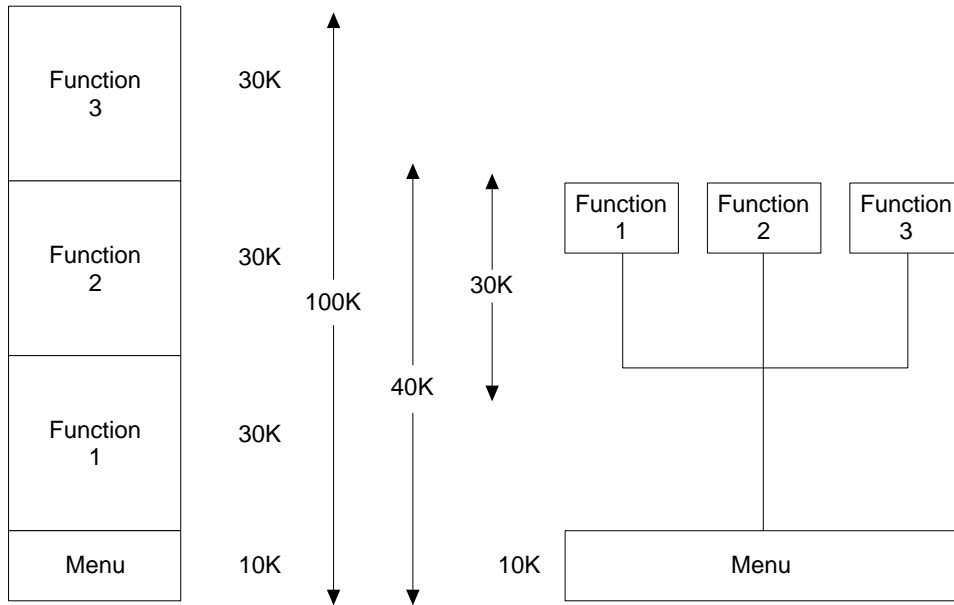 Function
3
30K
Function
2
30K
Function
1
30K
Menu
10K
100K
40K
30K
Function
1
Function
2
Function
3
10K
Menu